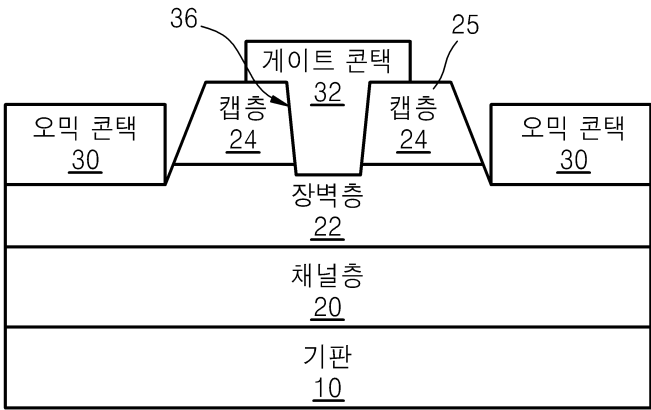 36
25
게이트 콘택
32
캡층
24
캡층
24
오믹 콘택
30
오믹 콘택
30
장벽층
22
채널층
20
기판
10